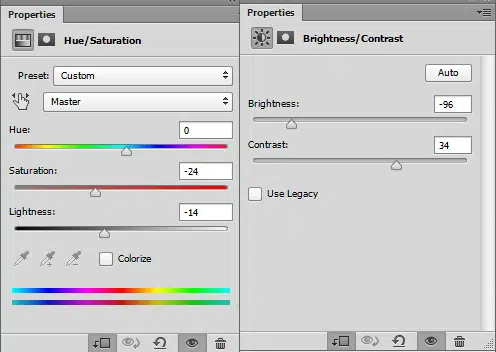 Properties
Hue/Saturation
Preset: Custom
Master
Hue: 0
Saturation: -24
Lightness: -14
Colorize
Properties
Brightness/Contrast
Auto
Brightness: -96
Contrast: 34
Use Legacy